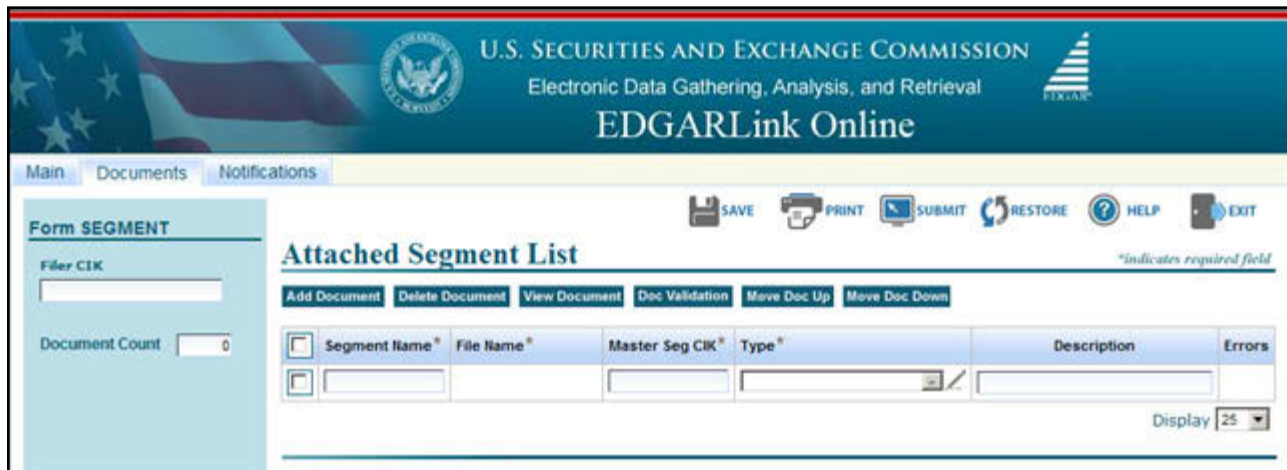 U.S. SECURITIES AND EXCHANGE COMMISSION
Electronic Data Gathering, Analysis, and Retrieval
EDGAR®
EDGARLink Online
Main Documents Notifications
SAVE PRINT SUBMIT RESTORE HELP EXIT
Form SEGMENT
Attached Segment List
*indicates required field
Filer CIK
Add Document Delete Document View Document Doc Validation Move Doc Up Move Doc Down
Document Count 0
Segment Name* File Name* Master Seg CIK* Type* Description Errors
Display 25